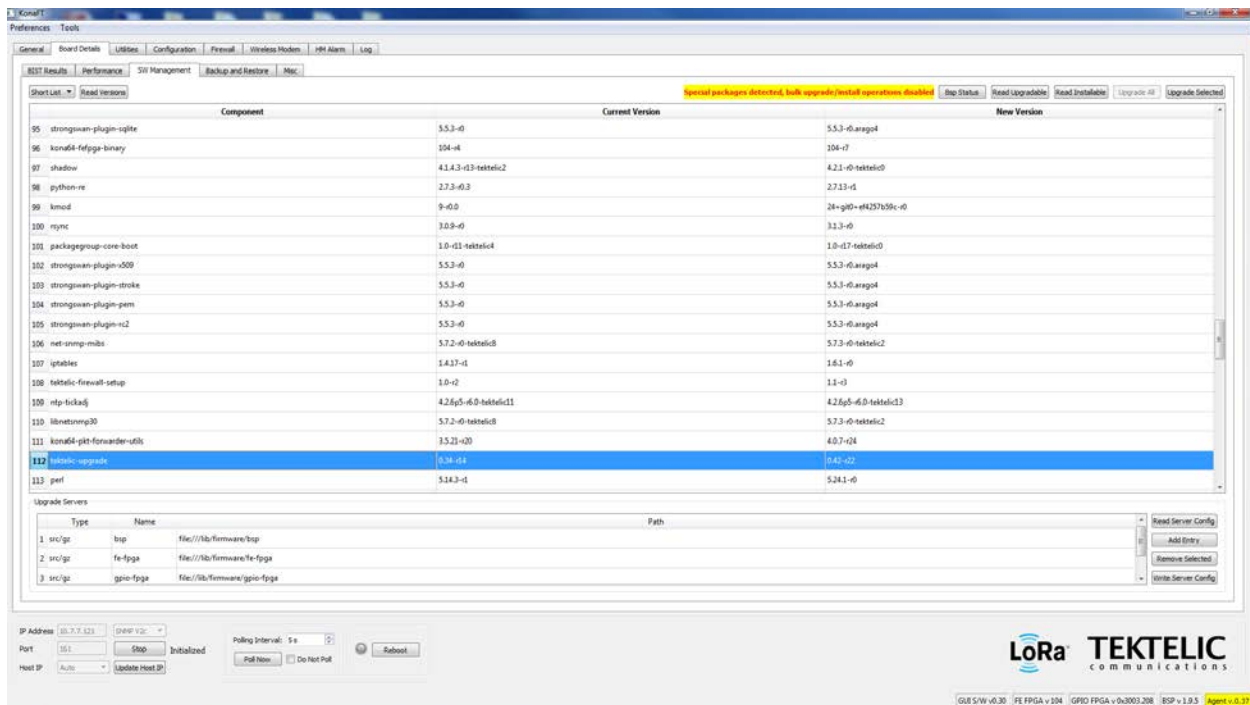 KonaFT
Preferences Tools
General Board Details Utilities Configuration Firewall Wireless Modem HM Alarm Log
BIST Results Performance SW Management Backup and Restore Misc
Short List Read Versions Special packages detected, bulk upgrade/install operations disabled Bsp Status Read Upgradable Read Installable Upgrade All Upgrade Selected
Component Current Version New Version
95 strongswan-plugin-sqlite 5.5.3-r0 5.5.3-r0.arago4
96 kona64-fefpga-binary 104-r4 104-r7
97 shadow 4.1.4.3-r13-tektelic2 4.2.1-r0-tektelic0
98 python-re 2.7.3-r0.3 2.7.13-r1
99 kmod 9-r0.0 24+git0+ef4257b59c-r0
100 rsync 3.0.9-r0 3.1.3-r0
101 packagegroup-core-boot 1.0-r11-tektelic4 1.0-r17-tektelic0
102 strongswan-plugin-x509 5.5.3-r0 5.5.3-r0.arago4
103 strongswan-plugin-stroke 5.5.3-r0 5.5.3-r0.arago4
104 strongswan-plugin-pem 5.5.3-r0 5.5.3-r0.arago4
105 strongswan-plugin-rc2 5.5.3-r0 5.5.3-r0.arago4
106 net-snmp-mibs 5.7.2-r0-tektelic8 5.7.3-r0-tektelic2
107 iptables 1.4.17-r1 1.6.1-r0
108 tektelic-firewall-setup 1.0-r2 1.1-r3
109 ntp-tickadj 4.2.6p5-r6.0-tektelic11 4.2.6p5-r6.0-tektelic13
110 libnetsnmp30 5.7.2-r0-tektelic8 5.7.3-r0-tektelic2
111 kona64-pkt-forwarder-utils 3.5.21-r20 4.0.7-r24
112 tektelic-upgrade 0.34-r14 0.42-r22
113 perl 5.14.3-r1 5.24.1-r0
Upgrade Servers
Type Name Path
1 src/gz bsp file:///lib/firmware/bsp
2 src/gz fe-fpga file:///lib/firmware/fe-fpga
3 src/gz gpio-fpga file://lib/firmware/gpio-fpga
Read Server Config
Add Entry
Remove Selected
Write Server Config
IP Address 10.7.7.121 SNMP V2c
Port 161 Stop Initialized
Host IP Auto Update Host IP
Polling Interval: 5 s
Poll Now Do Not Poll
Reboot
LoRa TEKTELIC
communications
GUI S/W v0.30 FE FPGA v 104 GPIO FPGA v 0x3003.208 BSP v 1.9.5 Agent v.0.37